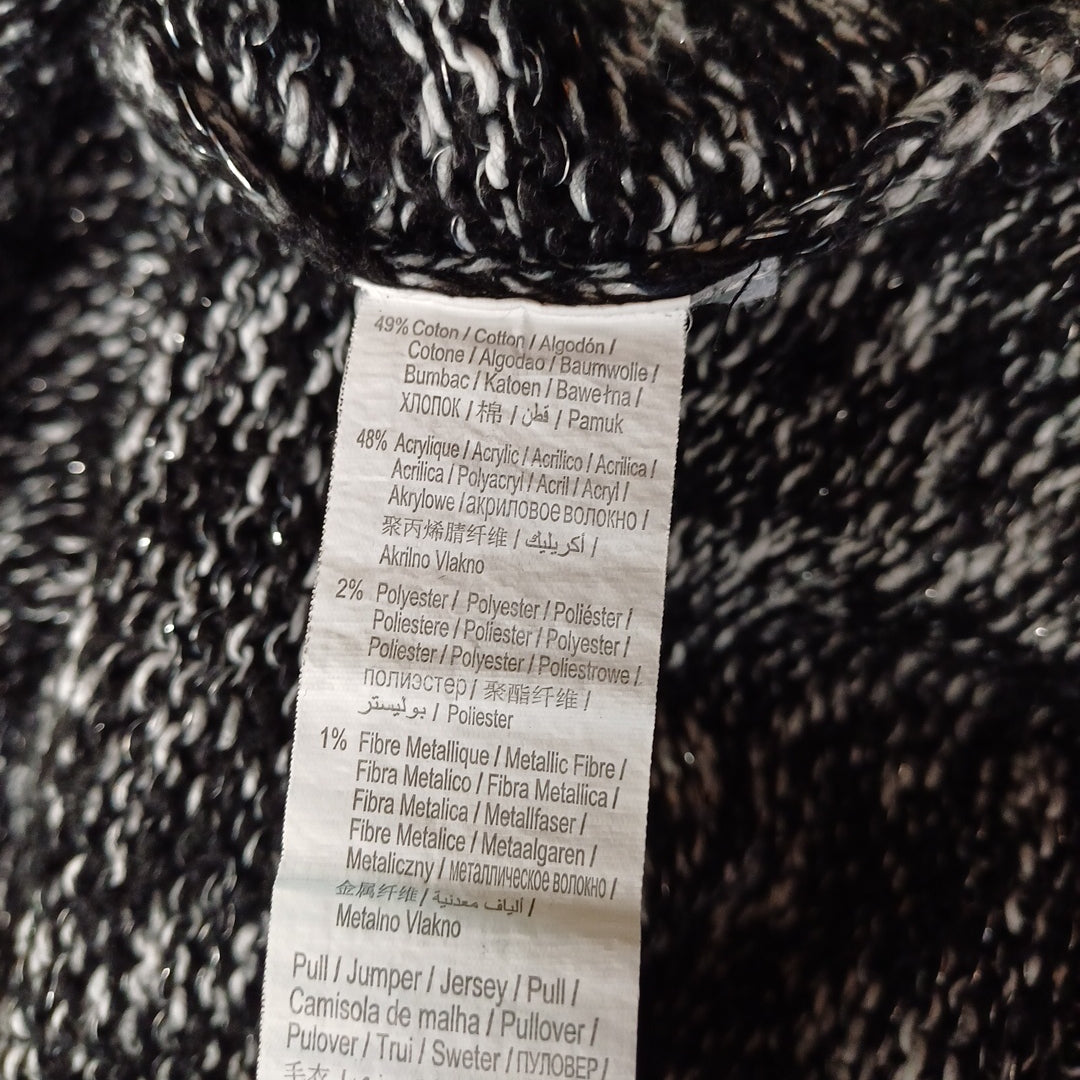 49% Coton / Cotton / Algodón /
Cotone / Algodao / Baumwolle /
Bumbac / Katoen / Bawełna /
ХЛОПОК / 棉 / قطن / Pamuk
48% Acrylique / Acrylic / Acrilico / Acrilica /
Acrilica / Polyacryl / Acril / Acryl /
Akrylowe / акриловое волокно /
聚丙烯腈纤维 / أكريليك /
Akrilno Vlakno
2% Polyester / Polyester / Poliéster /
Poliestere / Poliester / Polyester /
Poliester / Polyester / Poliestrowe /
полиэстер / 聚酯纤维 /
بوليستر / Poliester
1% Fibre Metallique / Metallic Fibre /
Fibra Metalico / Fibra Metallica /
Fibra Metalica / Metallfaser /
Fibre Metalice / Metaalgaren /
Metaliczny / металлическое волокно /
金属纤维 / ألياف معدنية /
Metalno Vlakno
Pull / Jumper / Jersey / Pull /
Camisola de malha / Pullover /
Pulover / Trui / Sweter / ПУЛОВЕР /
毛衣